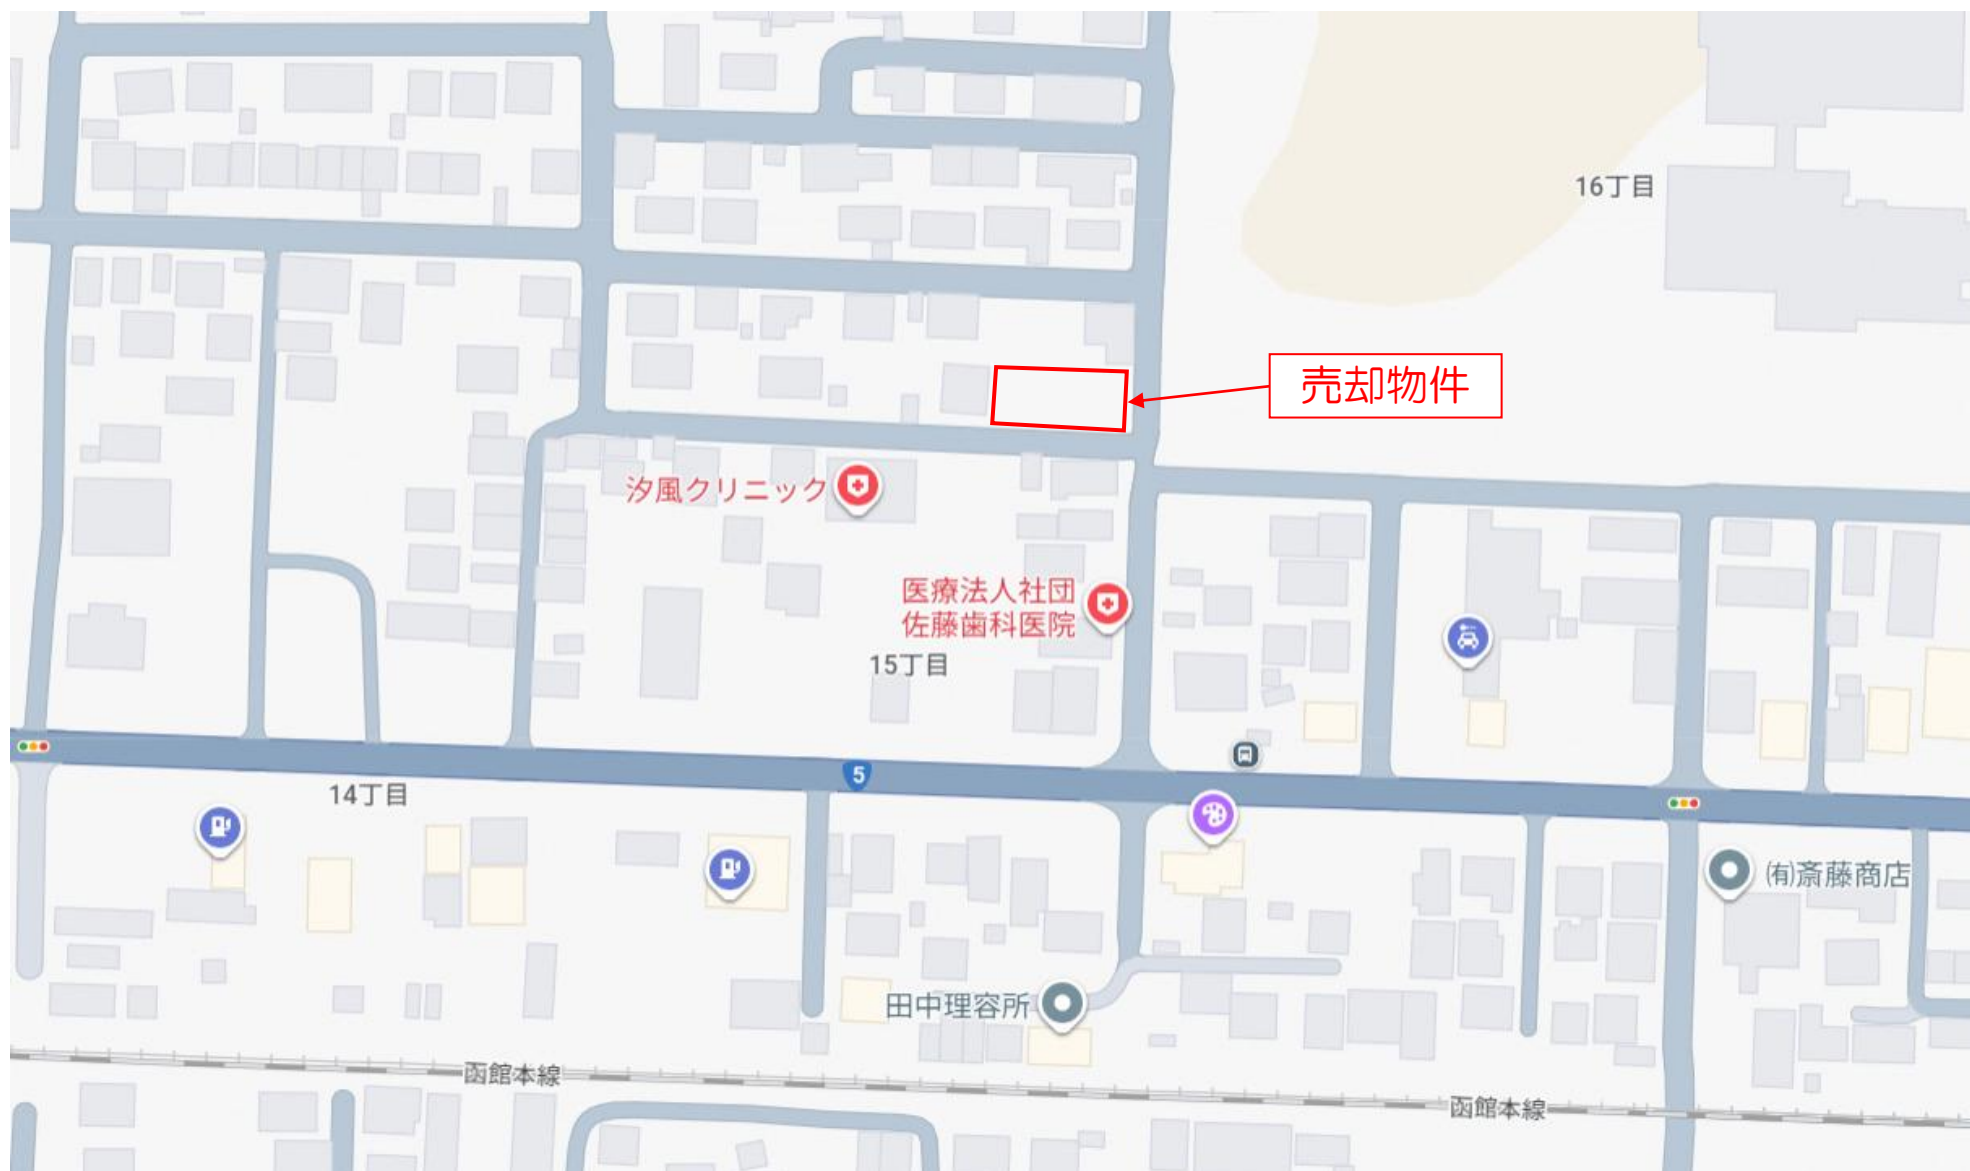 16丁目
売却物件
汐風クリニック
医療法人社団
佐藤歯科医院
15丁目
5
14丁目
㈲斎藤商店
田中理容所
函館本線
函館本線